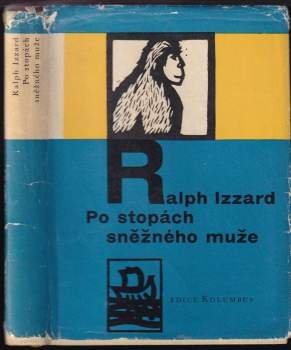 Ralph Izzard
Po stopách
sněžného muže
Ralph Izzard
Po stopách
sněžného muže
EDICE KOLUMBUS